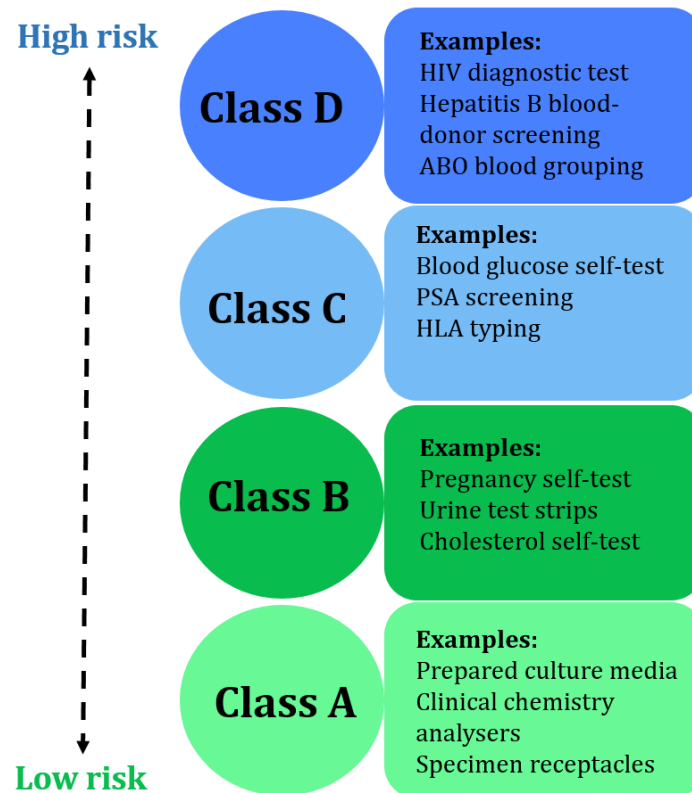 High risk
Class D
Examples:
HIV diagnostic test
Hepatitis B blood-
donor screening
ABO blood grouping
Class C
Examples:
Blood glucose self-test
PSA screening
HLA typing
Class B
Examples:
Pregnancy self-test
Urine test strips
Cholesterol self-test
Class A
Examples:
Prepared culture media
Clinical chemistry
analysers
Specimen receptacles
Low risk